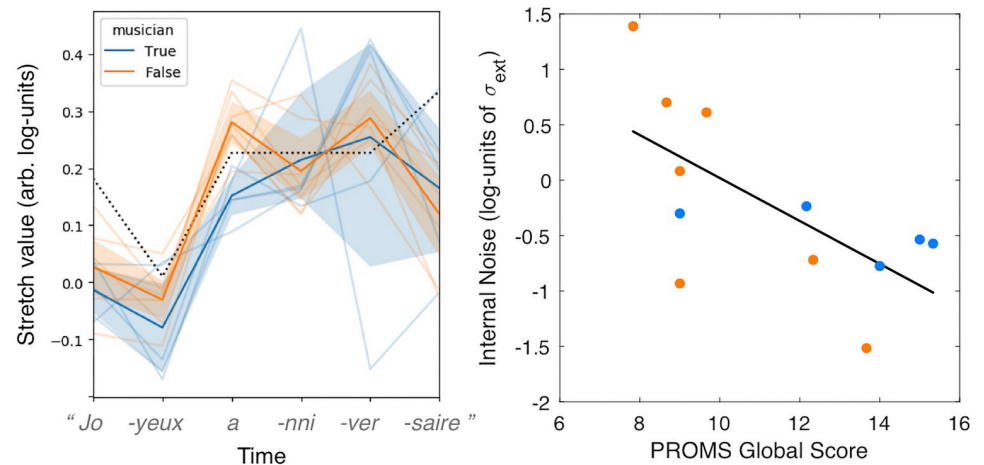 musician
True
False
0.4
0.3
0.2
0.1
0.0
−0.1
Stretch value (arb. log-units)
“ Jo -yeux a -nni -ver -saire ”
Time
1.5
1
0.5
0
-0.5
-1
-1.5
-2
Internal Noise (log-units of σext)
6 8 10 12 14 16
PROMS Global Score